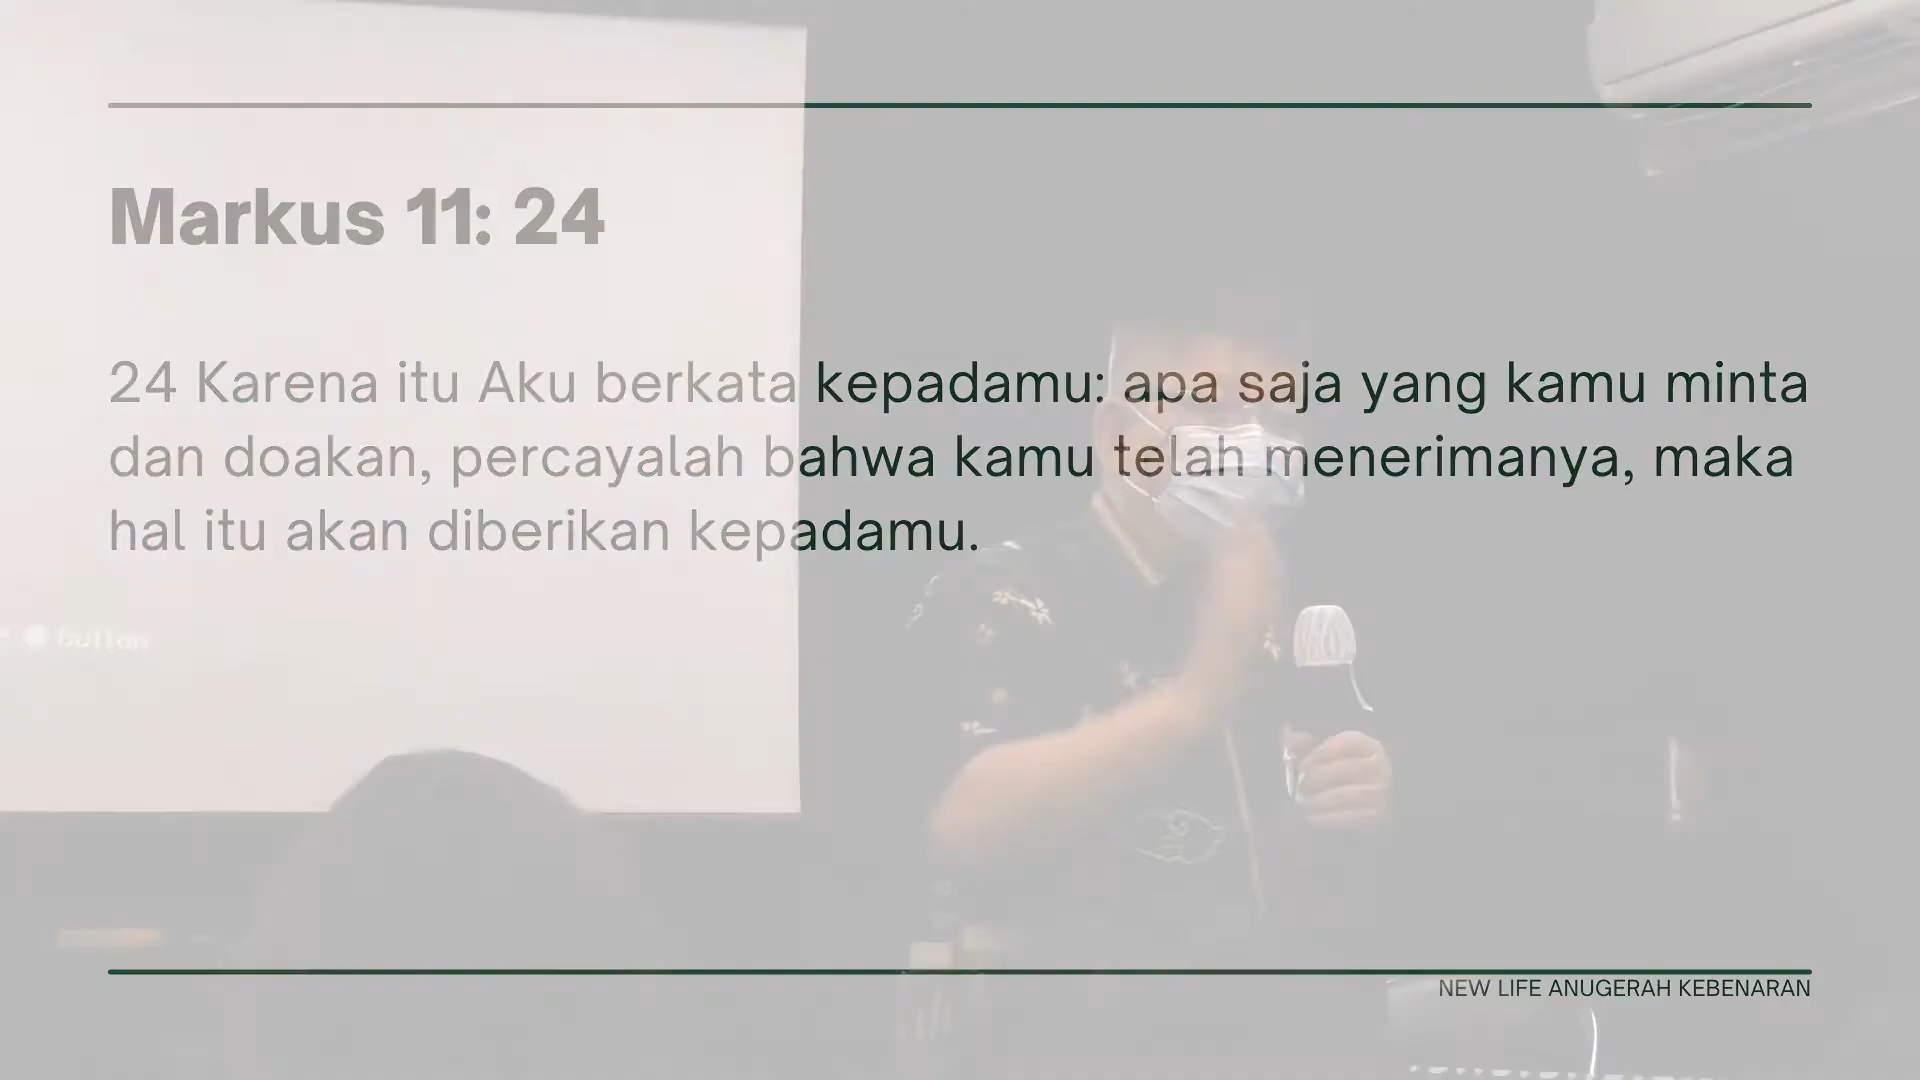 Markus 11: 24
24 Karena itu Aku berkata kepadamu: apa saja yang kamu minta
dan doakan, percayalah bahwa kamu telah menerimanya, maka
hal itu akan diberikan kepadamu.
button
NEW LIFE ANUGERAH KEBENARAN